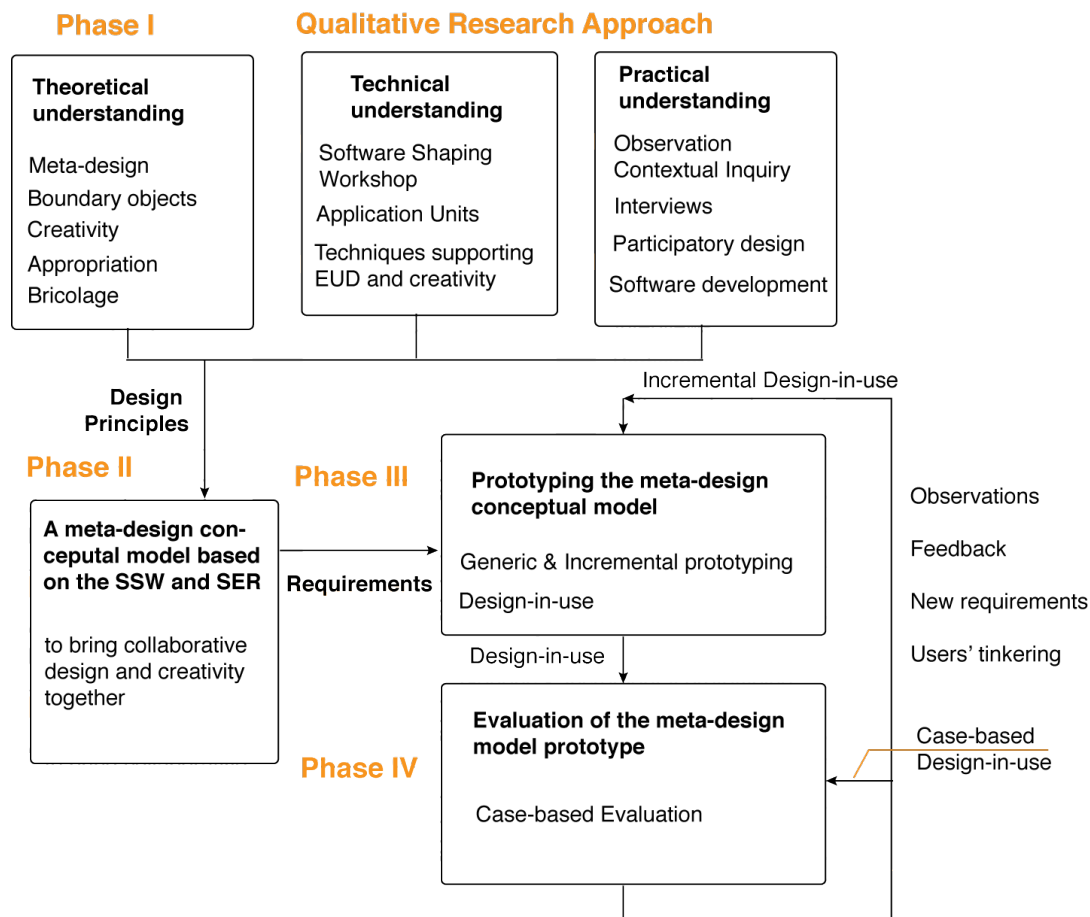 Phase I
Qualitative Research Approach
Theoretical
understanding
Meta-design
Boundary objects
Creativity
Appropriation
Bricolage
Technical
understanding
Software Shaping
Workshop
Application Units
Techniques supporting
EUD and creativity
Practical
understanding
Observation
Contextual Inquiry
Interviews
Participatory design
Software development
Design
Principles
Incremental Design-in-use
Phase II
A meta-design con-
ceputal model based
on the SSW and SER
to bring collaborative
design and creativity
together
Requirements
Phase III
Prototyping the meta-design
conceptual model
Generic & Incremental prototyping
Design-in-use
Observations
Feedback
New requirements
Users' tinkering
Design-in-use
Phase IV
Evaluation of the meta-design
model prototype
Case-based Evaluation
Case-based
Design-in-use